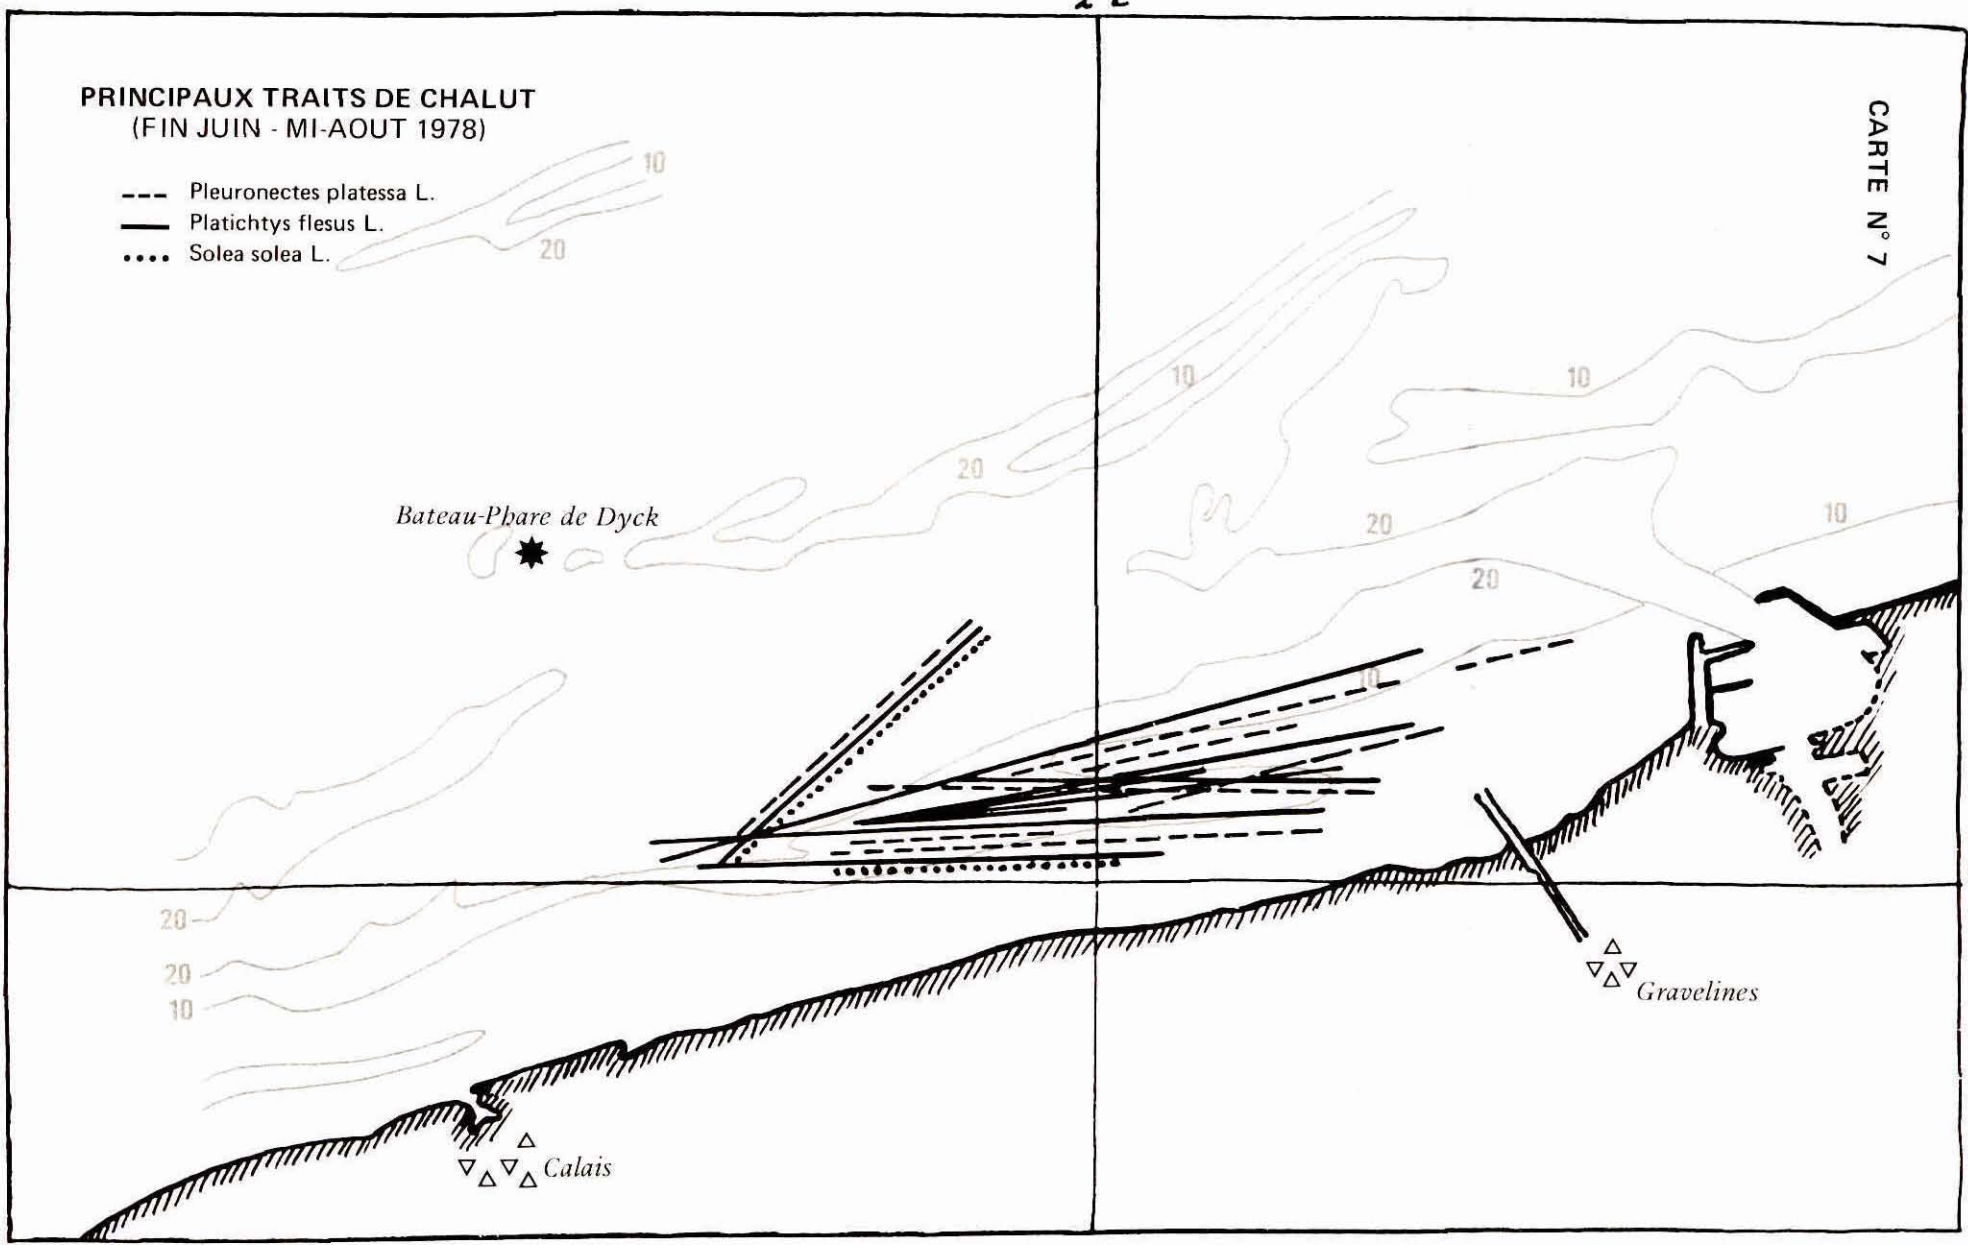 PRINCIPAUX TRAITS DE CHALUT
(FIN JUIN - MI-AOUT 1978)
Pleuronectes platessa L.
Platichtys flesus L.
Solea solea L.
CARTE N° 7
10
20
10
10
20
20
10
20
10
Bateau-Phare de Dyck
20
20
10
Gravelines
Calais